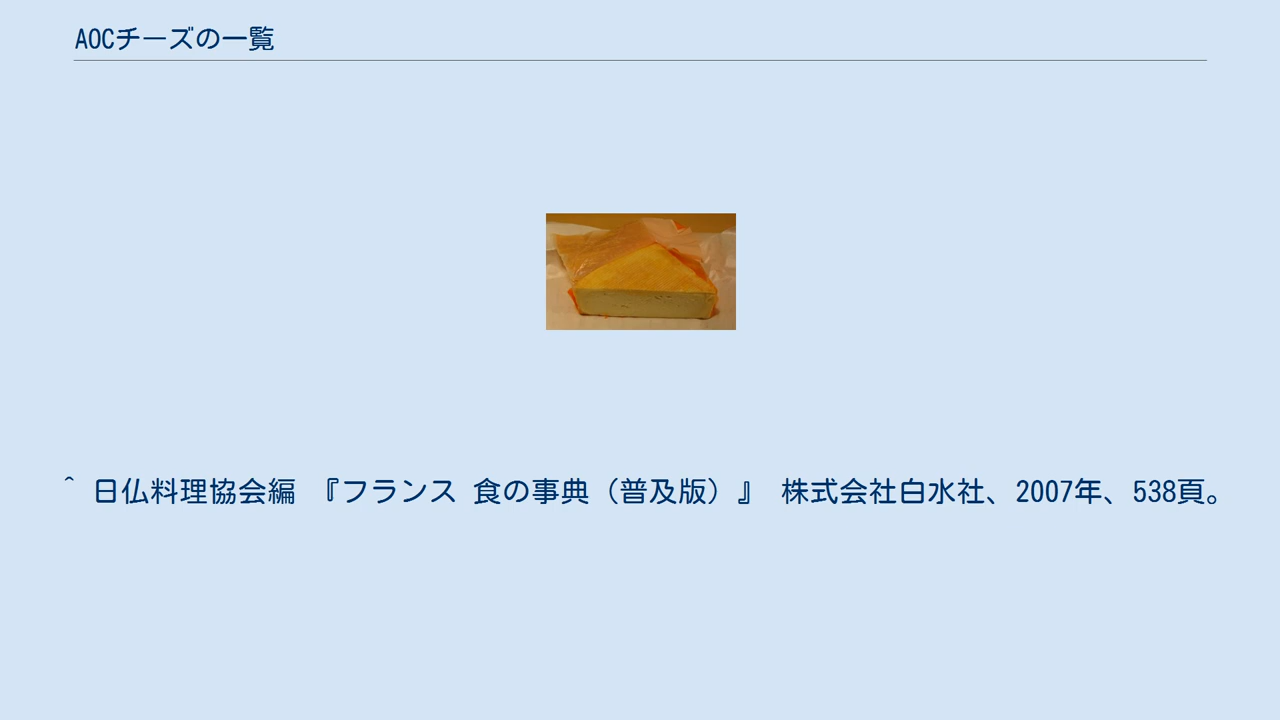 AOCチーズの一覧
^ 日仏料理協会編 『フランス 食の事典（普及版）』 株式会社白水社、2007年、538頁。